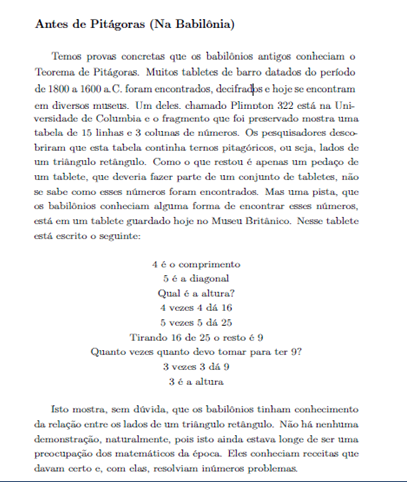 Antes de Pitágoras (Na Babilônia)
Temos provas concretas que os babilônios antigos conheciam o
Teorema de Pitágoras. Muitos tabletes de barro datados do período
de 1800 a 1600 a.C. foram encontrados, decifrados e hoje se encontram
em diversos museus. Um deles. chamado Plimpton 322 está na Uni-
versidade de Columbia e o fragmento que foi preservado mostra uma
tabela de 15 linhas e 3 colunas de números. Os pesquisadores desco-
briram que esta tabela continha ternos pitagóricos, ou seja, lados de
um triângulo retângulo. Como o que restou é apenas um pedaço de
um tablete, que deveria fazer parte de um conjunto de tabletes, não
se sabe como esses números foram encontrados. Mas uma pista, que
os babilônios conheciam alguma forma de encontrar esses números,
está em um tablete guardado hoje no Museu Britânico. Nesse tablete
está escrito o seguinte:
4 é o comprimento
5 é a diagonal
Qual é a altura?
4 vezes 4 dá 16
5 vezes 5 dá 25
Tirando 16 de 25 o resto é 9
Quanto vezes quanto devo tomar para ter 9?
3 vezes 3 dá 9
3 é a altura
Isto mostra, sem dúvida, que os babilônios tinham conhecimento
da relação entre os lados de um triângulo retângulo. Não há nenhuma
demonstração, naturalmente, pois isto ainda estava longe de ser uma
preocupação dos matemáticos da época. Eles conheciam receitas que
davam certo e, com elas, resolviam inúmeros problemas.